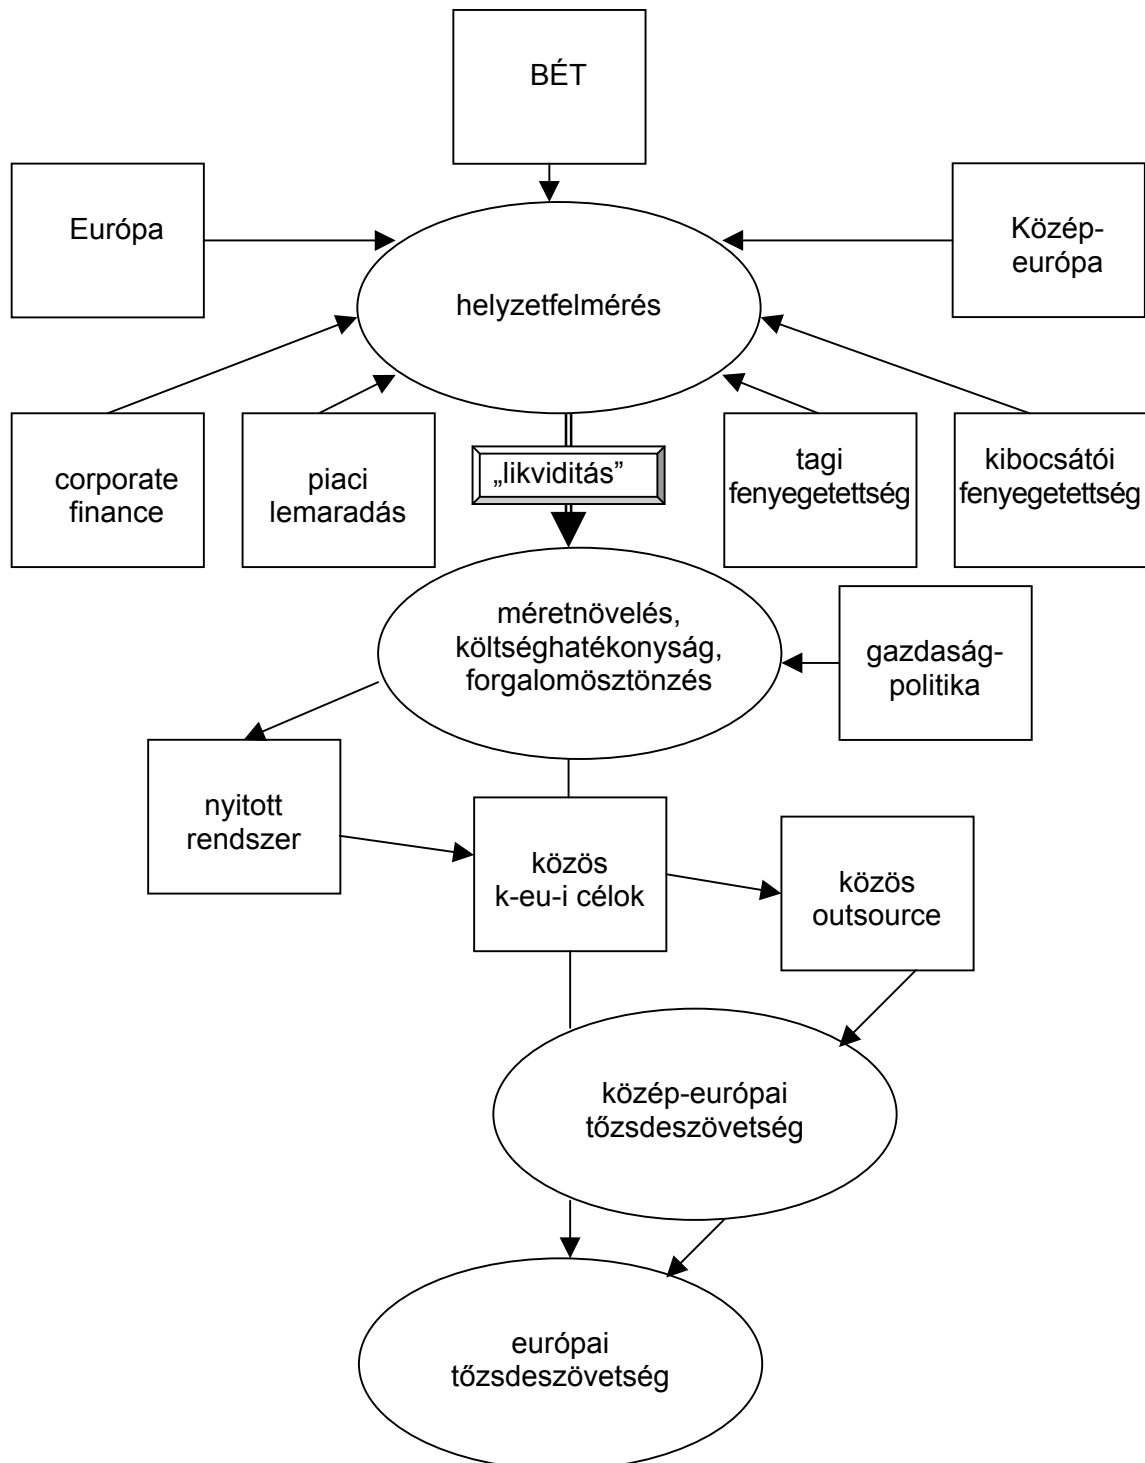 BÉT
Európa
Közép-
európa
helyzetfelmérés
corporate
finance
piaci
lemaradás
„likviditás”
tagi
fenyegetettség
kibocsátói
fenyegetettség
méretnövelés,
költséghatékonyság,
forgalomösztönzés
gazdaság-
politika
nyitott
rendszer
közös
k-eu-i célok
közös
outsource
közép-európai
tőzsdeszövetség
európai
tőzsdeszövetség